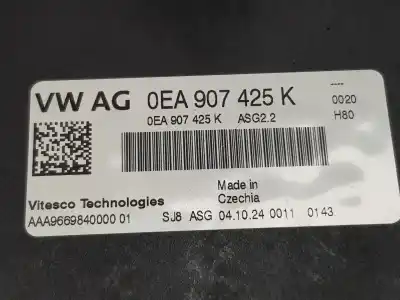 VW AG 0EA 907 425 K
0020
0EA 907 425 K ASG2.2 H80
Made in
Czechia
Vitesco Technologies
AAA9669840000 01 SJ8 ASG 04.10.24 0011 0143